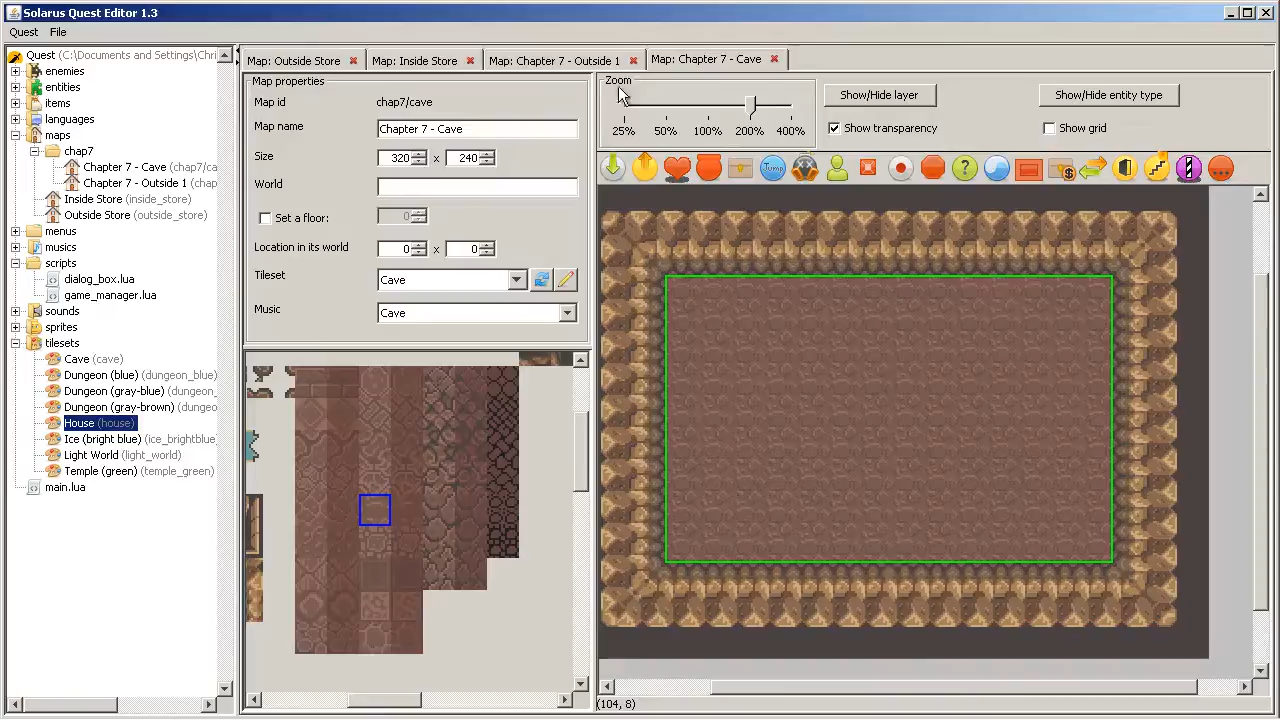 Solarus Quest Editor 1.3
Quest File
Quest (C:\Documents and Settings\Chri
enemies
entities
items
languages
maps
chap7
Chapter 7 - Cave (chap7/ca
Chapter 7 - Outside 1 (chap
Inside Store (inside_store)
Outside Store (outside_store)
menus
musics
scripts
dialog_box.lua
game_manager.lua
sounds
sprites
tilesets
Cave (cave)
Dungeon (blue) (dungeon_blue)
Dungeon (gray-blue) (dungeon_
Dungeon (gray-brown) (dungeo
House (house)
Ice (bright blue) (ice_brightblue
Light World (light_world)
Temple (green) (temple_green)
main.lua
Map: Outside Store Map: Inside Store Map: Chapter 7 - Outside 1 Map: Chapter 7 - Cave
Map properties
Map id chap7/cave
Map name Chapter 7 - Cave
Size 320 x 240
World
Set a floor: 0
Location in its world 0 x 0
Tileset Cave
Music Cave
Zoom
25% 50% 200% 400%
Show/Hide layer Show/Hide entity type
Show transparency Show grid
Jump
?
$
...
(104, 8)